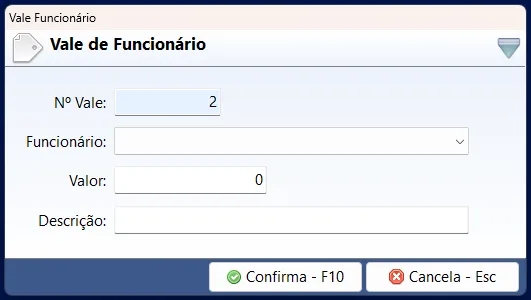 Vale Funcionário
Vale de Funcionário
Nº Vale: 2
Funcionário:
Valor: 0
Descrição:
Confirma - F10 Cancela - Esc